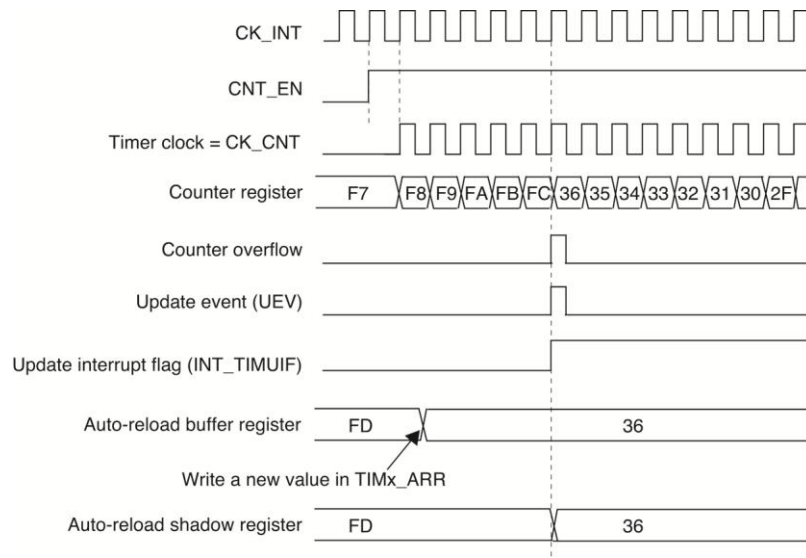 CK_INT
CNT_EN
Timer clock = CK_CNT
Counter register F7 F8 F9 FA FB FC 36 35 34 33 32 31 30 2F
Counter overflow
Update event (UEV)
Update interrupt flag (INT_TIMUIF)
Auto-reload buffer register FD 36
Write a new value in TIMx_ARR
Auto-reload shadow register FD 36